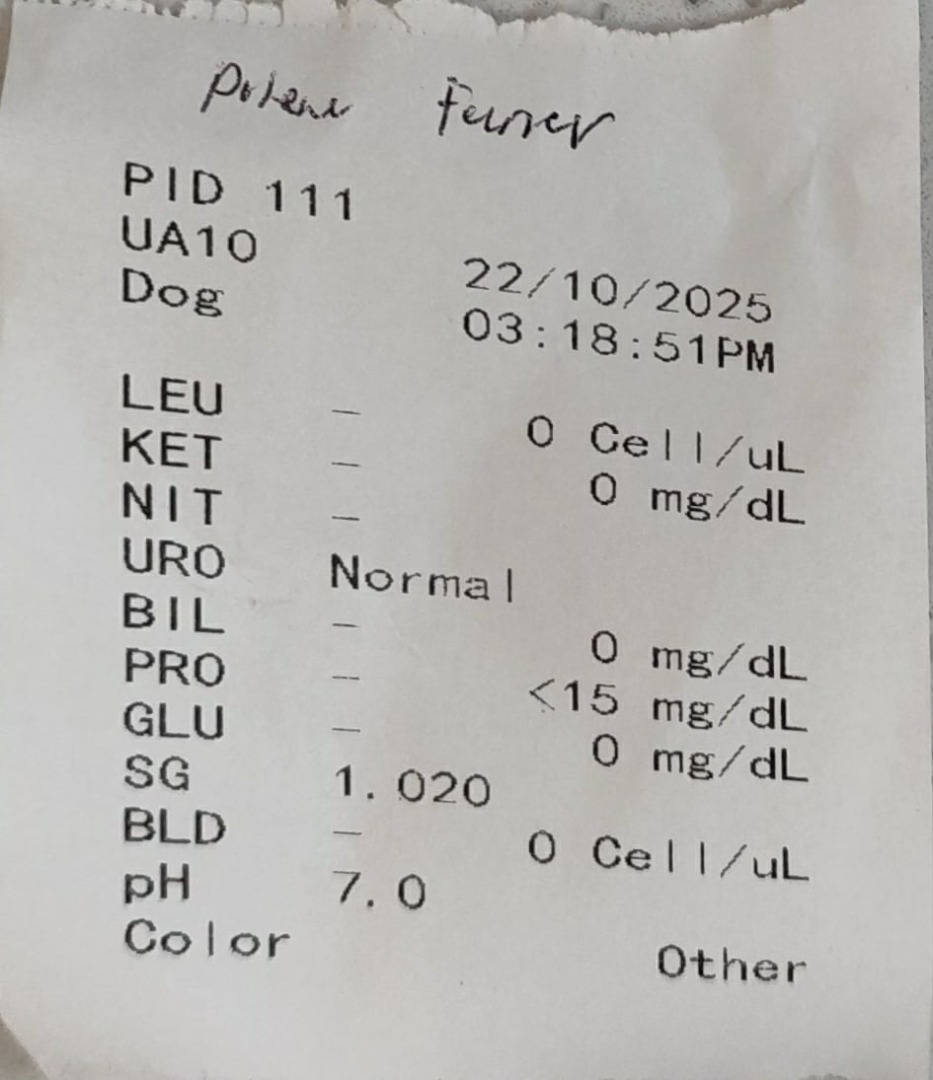 PID 111
UA10
Dog
22/10/2025
03:18:51PM
LEU – 0 Cell/uL
KET – 0 mg/dL
NIT –
URO Normal
BIL – 0 mg/dL
PRO – <15 mg/dL
GLU – 0 mg/dL
SG 1.020
BLD – 0 Cell/uL
pH 7.0
Color Other